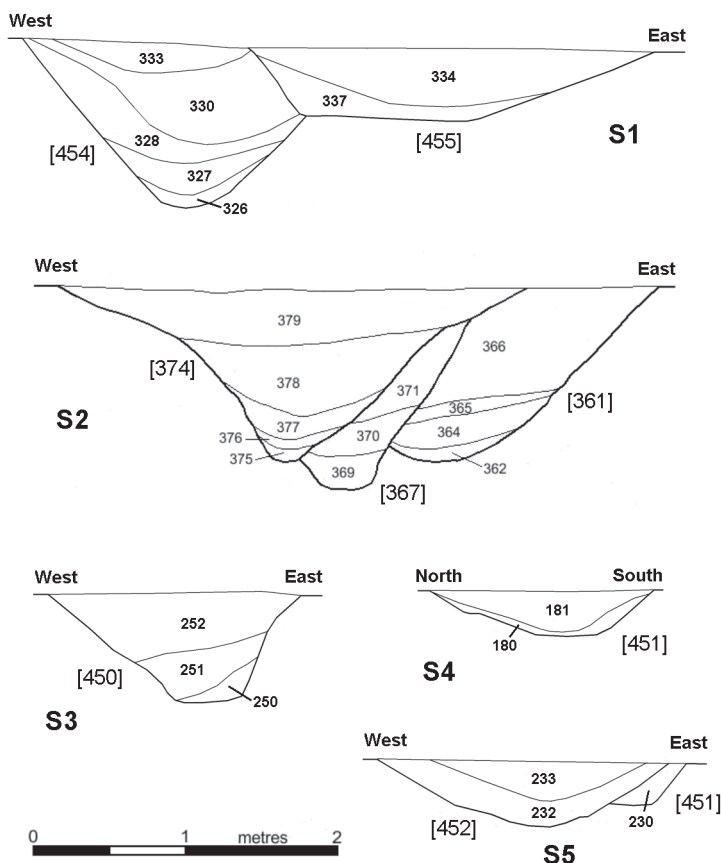 West
East
333
334
330
337
328
[454]
[455]
S1
327
326
West
East
379
366
[374]
378
371
[361]
365
S2
377
370
364
376
375
362
369
[367]
West
East
North
South
252
181
251
180
[451]
[450]
250
S4
S3
West
East
233
232
[451]
[452]
230
0 1 metres 2
S5